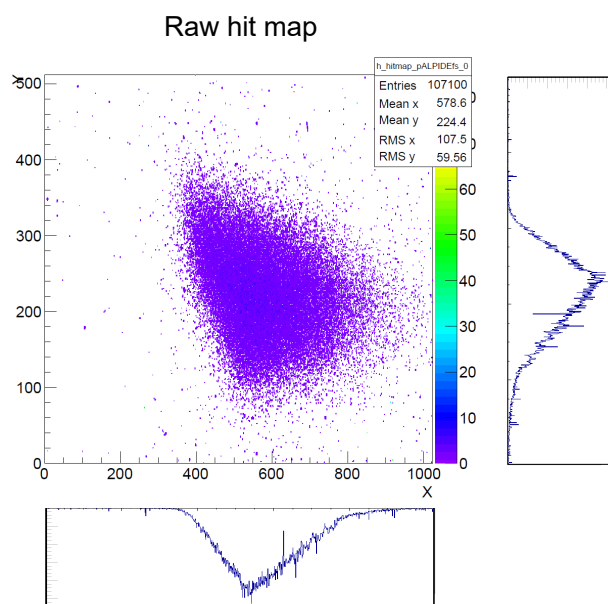 Raw hit map
h_hitmap_pALPIDEfs_0
Entries 107100
Mean x 578.6
Mean y 224.4
RMS x 107.5
RMS y 59.56
Y
500
400
300
200
100
0
0 200 400 600 800 1000
X
60
50
40
30
20
10
0